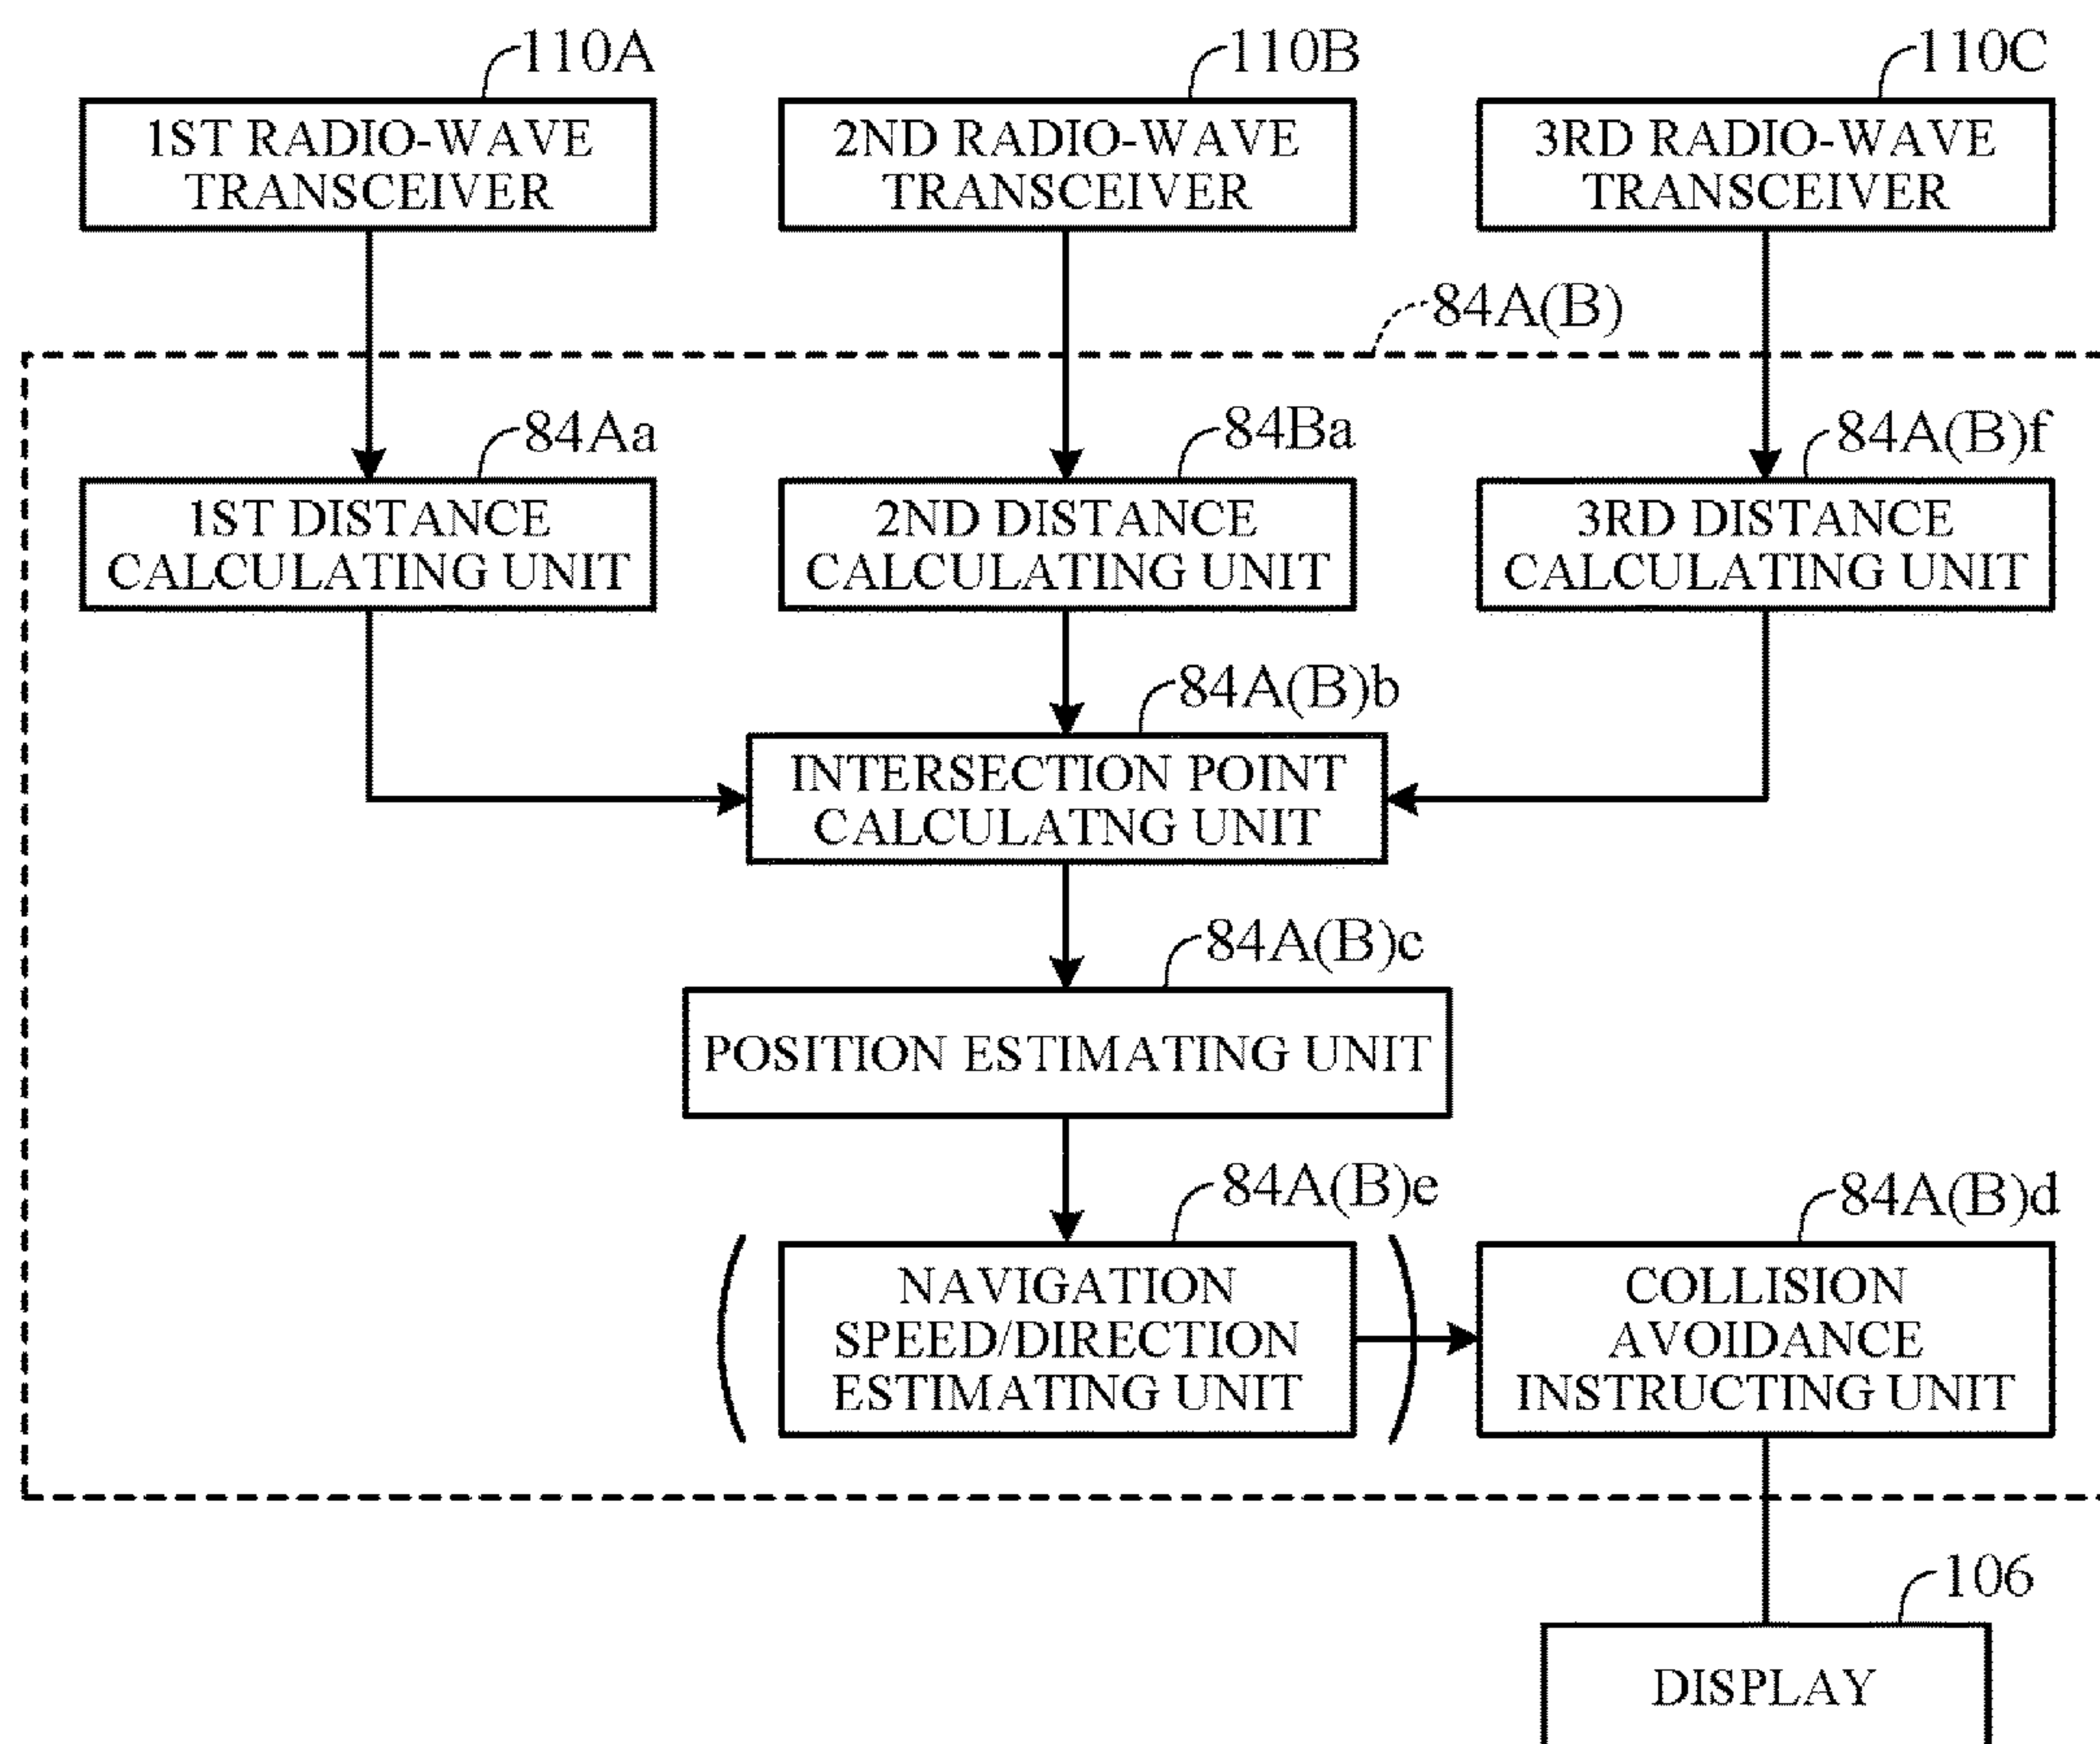 110A
110B
110C
1ST RADIO-WAVE
TRANSCEIVER
2ND RADIO-WAVE
TRANSCEIVER
3RD RADIO-WAVE
TRANSCEIVER
84A(B)
84Aa
84Ba
84A(B)f
1ST DISTANCE
CALCULATING UNIT
2ND DISTANCE
CALCULATING UNIT
3RD DISTANCE
CALCULATING UNIT
84A(B)b
INTERSECTION POINT
CALCULATNG UNIT
84A(B)c
POSITION ESTIMATING UNIT
84A(B)e
84A(B)d
NAVIGATION
SPEED/DIRECTION
ESTIMATING UNIT
COLLISION
AVOIDANCE
INSTRUCTING UNIT
106
DISPLAY